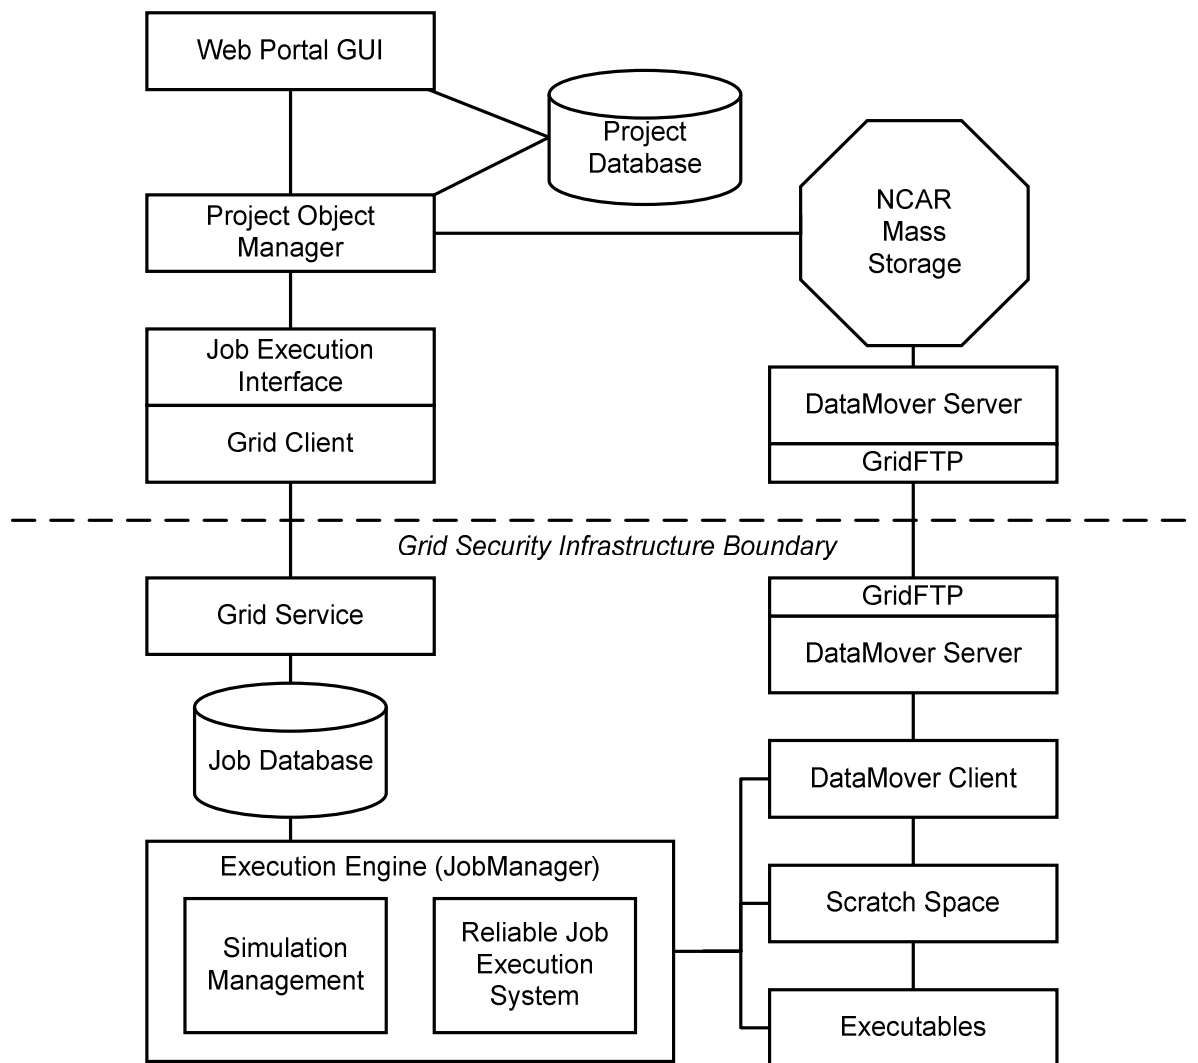 Web Portal GUI
Project
Database
Project Object
Manager
NCAR
Mass
Storage
Job Execution
Interface
Grid Client
DataMover Server
GridFTP
Grid Security Infrastructure Boundary
Grid Service
GridFTP
DataMover Server
Job Database
DataMover Client
Execution Engine (JobManager)
Simulation
Management
Reliable Job
Execution
System
Scratch Space
Executables